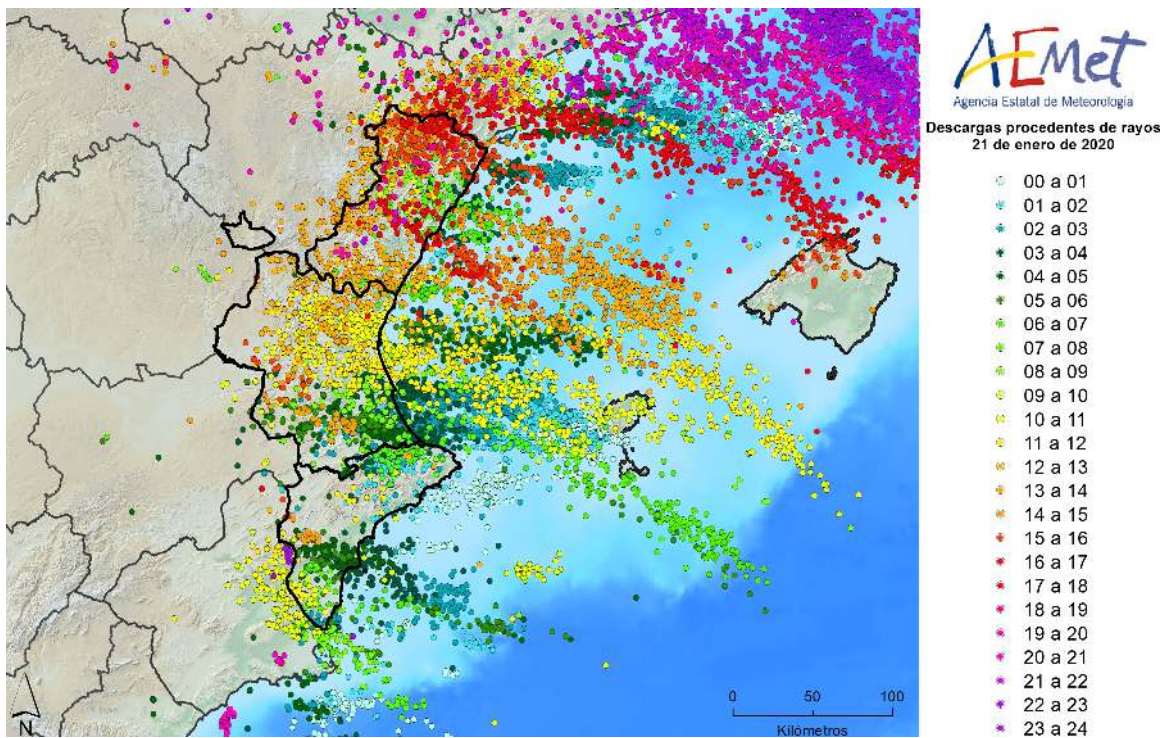 AEMet
Agencia Estatal de Meteorología
Descargas procedentes de rayos
21 de enero de 2020
00 a 01
01 a 02
02 a 03
03 a 04
04 a 05
05 a 06
06 a 07
07 a 08
08 a 09
09 a 10
10 a 11
11 a 12
12 a 13
13 a 14
14 a 15
15 a 16
16 a 17
17 a 18
18 a 19
19 a 20
20 a 21
21 a 22
22 a 23
23 a 24
N
0 50 100
Kilómetros